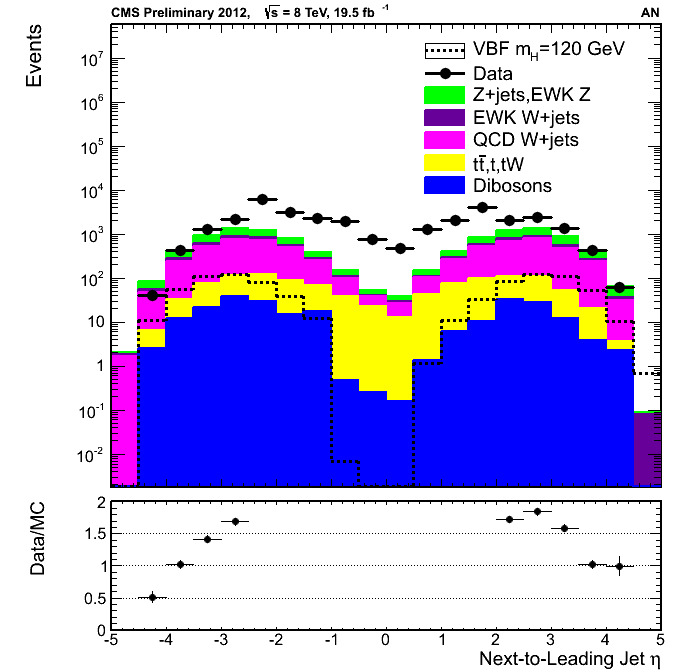 CMS Preliminary 2012, √s = 8 TeV, 19.5 fb⁻¹ AN
Events
VBF m_H=120 GeV
Data
Z+jets,EWK Z
EWK W+jets
QCD W+jets
tt̄,t,tW
Dibosons
10⁷
10⁶
10⁵
10⁴
10³
10²
10
1
10⁻¹
10⁻²
Data/MC
2
1.5
1
0.5
0
-5 -4 -3 -2 -1 0 1 2 3 4 5
Next-to-Leading Jet η